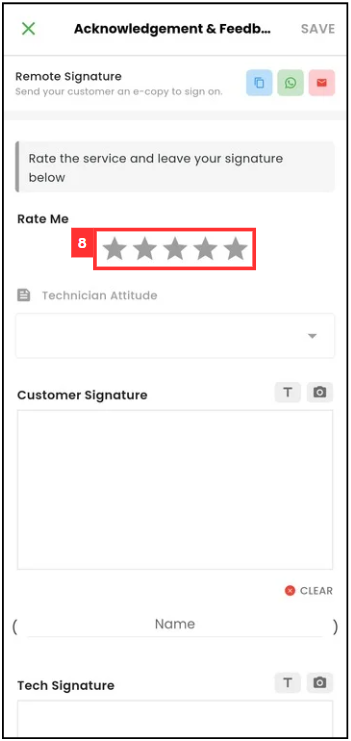 Acknowledgement & Feedb... SAVE
Remote Signature
Send your customer an e-copy to sign on.
Rate the service and leave your signature
below
Rate Me
8
Technician Attitude
Customer Signature T
CLEAR
( Name )
Tech Signature T